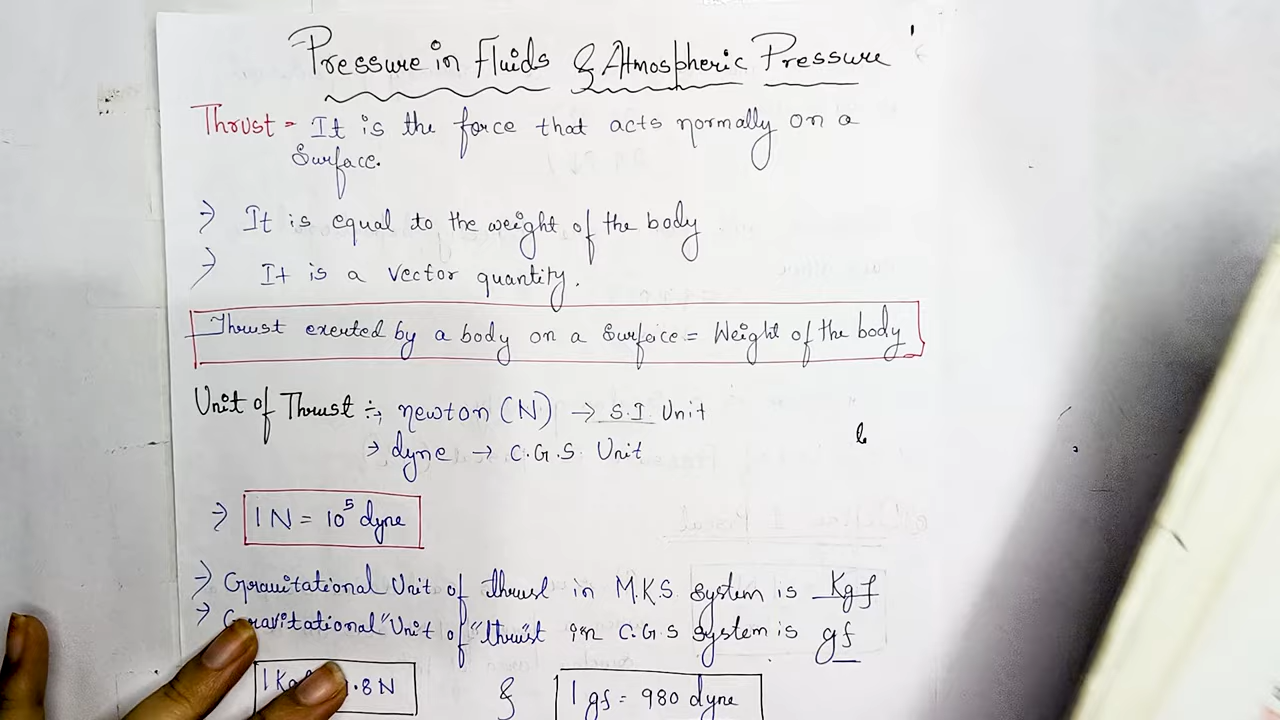 Pressure in Fluids & Atmospheric Pressure
Thrust - It is the force that acts normally on a
Surface.
→ It is equal to the weight of the body
→ It is a vector quantity.
Thrust exerted by a body on a Surface = Weight of the body
Unit of Thrust :→ newton (N) → S.I. Unit
→ dyne → C.G.S. Unit
→ 1 N = 10⁵ dyne
→ Gravitational Unit of thrust in M.K.S. System is Kgf
→ Gravitational "Unit of "thrust in C.G.S System is gf
1 Kg .8 N & 1 gf = 980 dyne